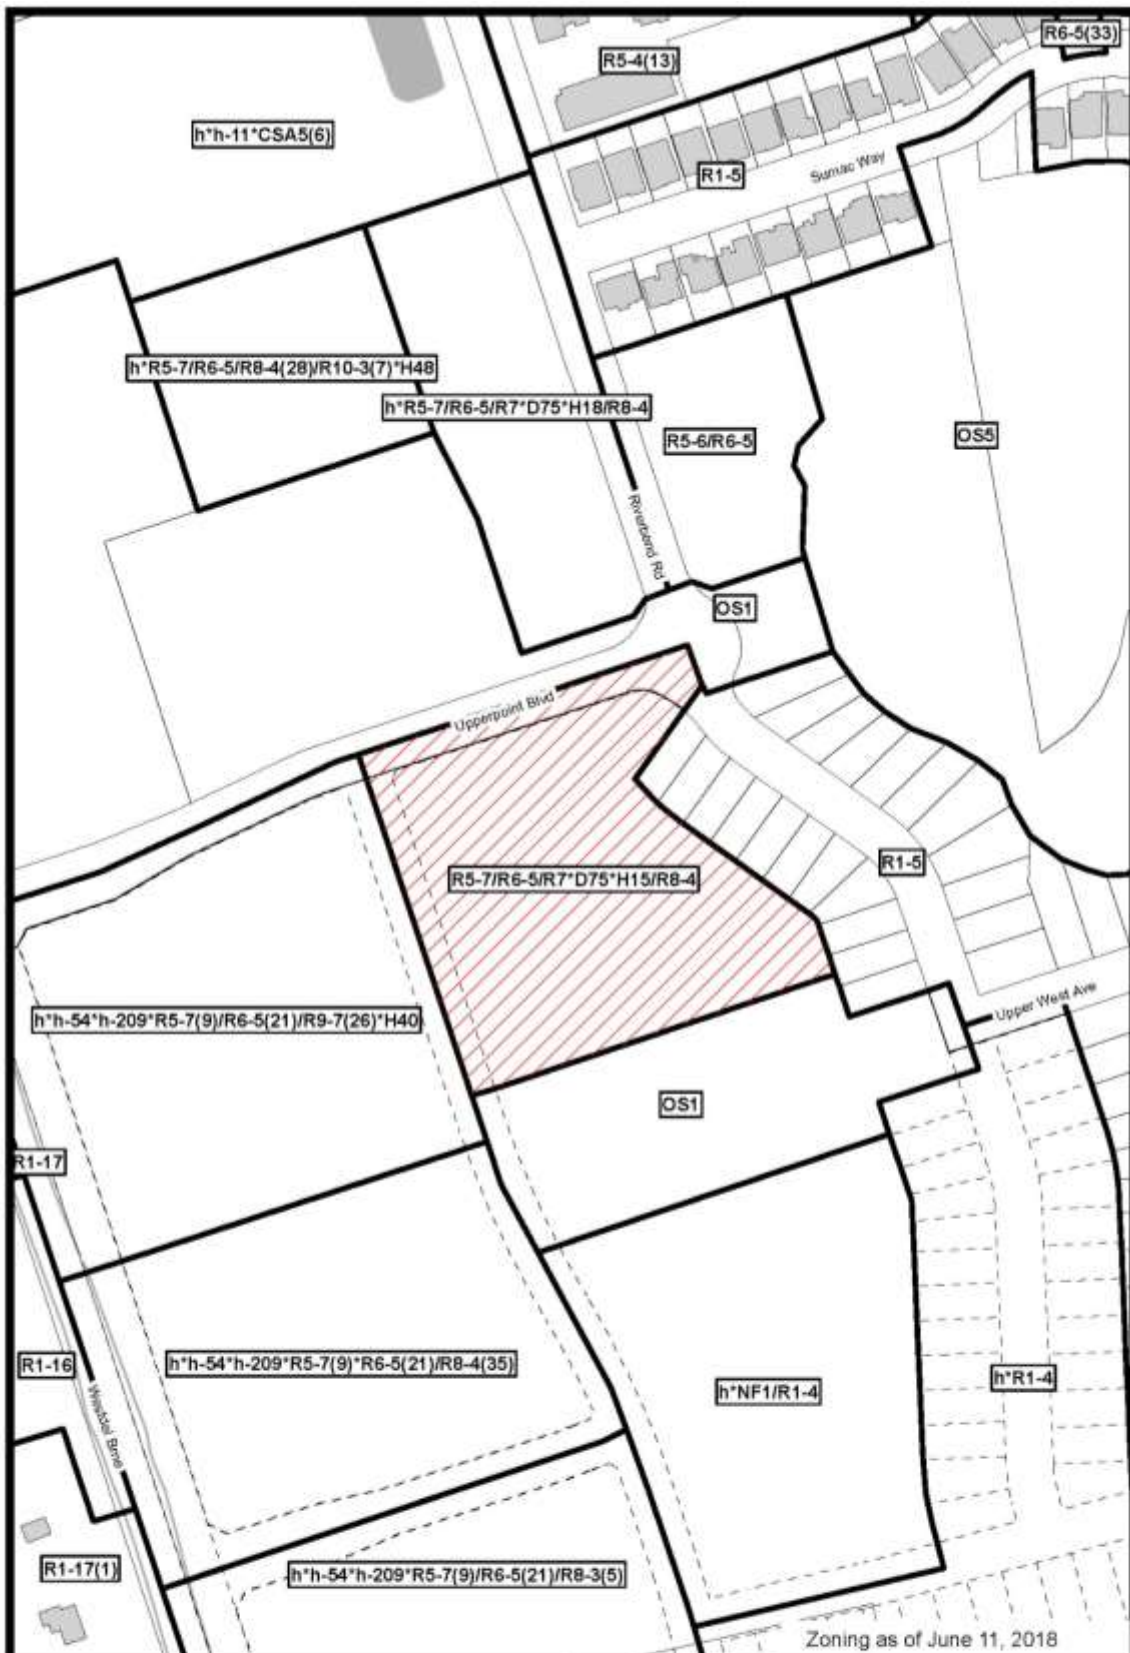 R6-5(33)
R5-4(13)
h*h-11*CSA5(6)
Sumac Way
R1-5
h*R5-7/R6-5/R8-4(28)/R10-3(7)*H48
h*R5-7/R6-5/R7*D75*H18/R8-4
R5-6/R6-5
OS5
Riverbend Rd
OS1
Upperpoint Blvd
R1-5
R5-7/R6-5/R7*D75*H15/R8-4
Upper West Ave
h*h-54*h-209*R5-7(9)/R6-5(21)/R9-7(26)*H40
OS1
R1-17
R1-16
h*h-54*h-209*R5-7(9)*R6-5(21)/R8-4(35)
h*NF1/R1-4
h*R1-4
Westdel Brne
R1-17(1)
h*h-54*h-209*R5-7(9)/R6-5(21)/R8-3(5)
Zoning as of June 11, 2018